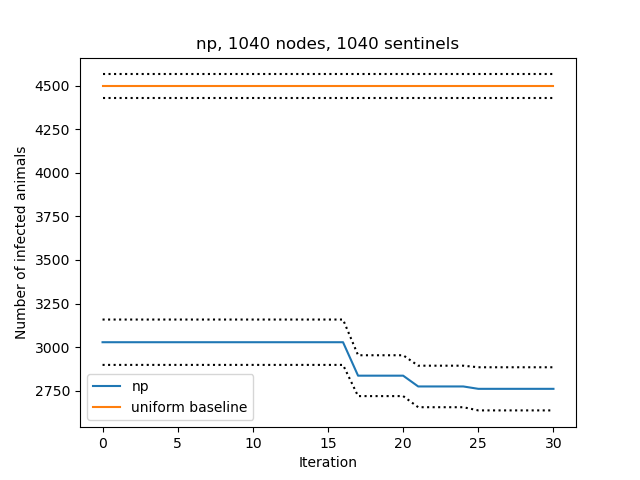 np, 1040 nodes, 1040 sentinels
Number of infected animals
4500
4250
4000
3750
3500
3250
3000
2750
np
uniform baseline
0 5 10 15 20 25 30
Iteration